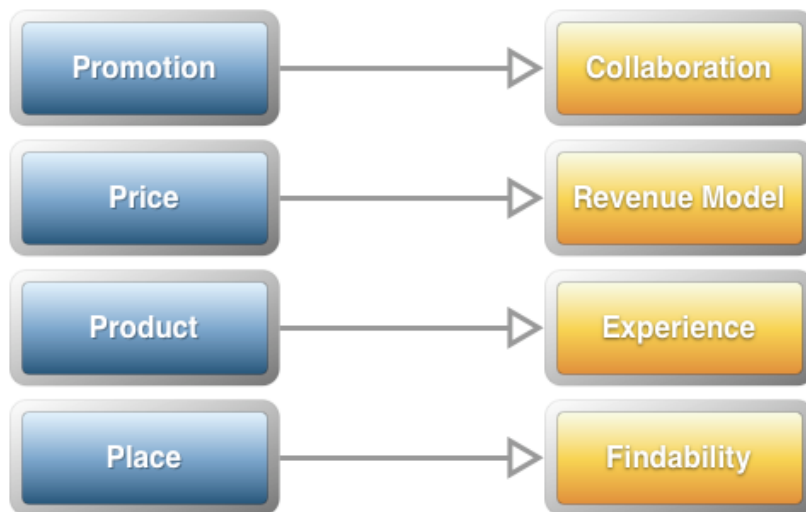 Promotion Collaboration
Price Revenue Model
Product Experience
Place Findability